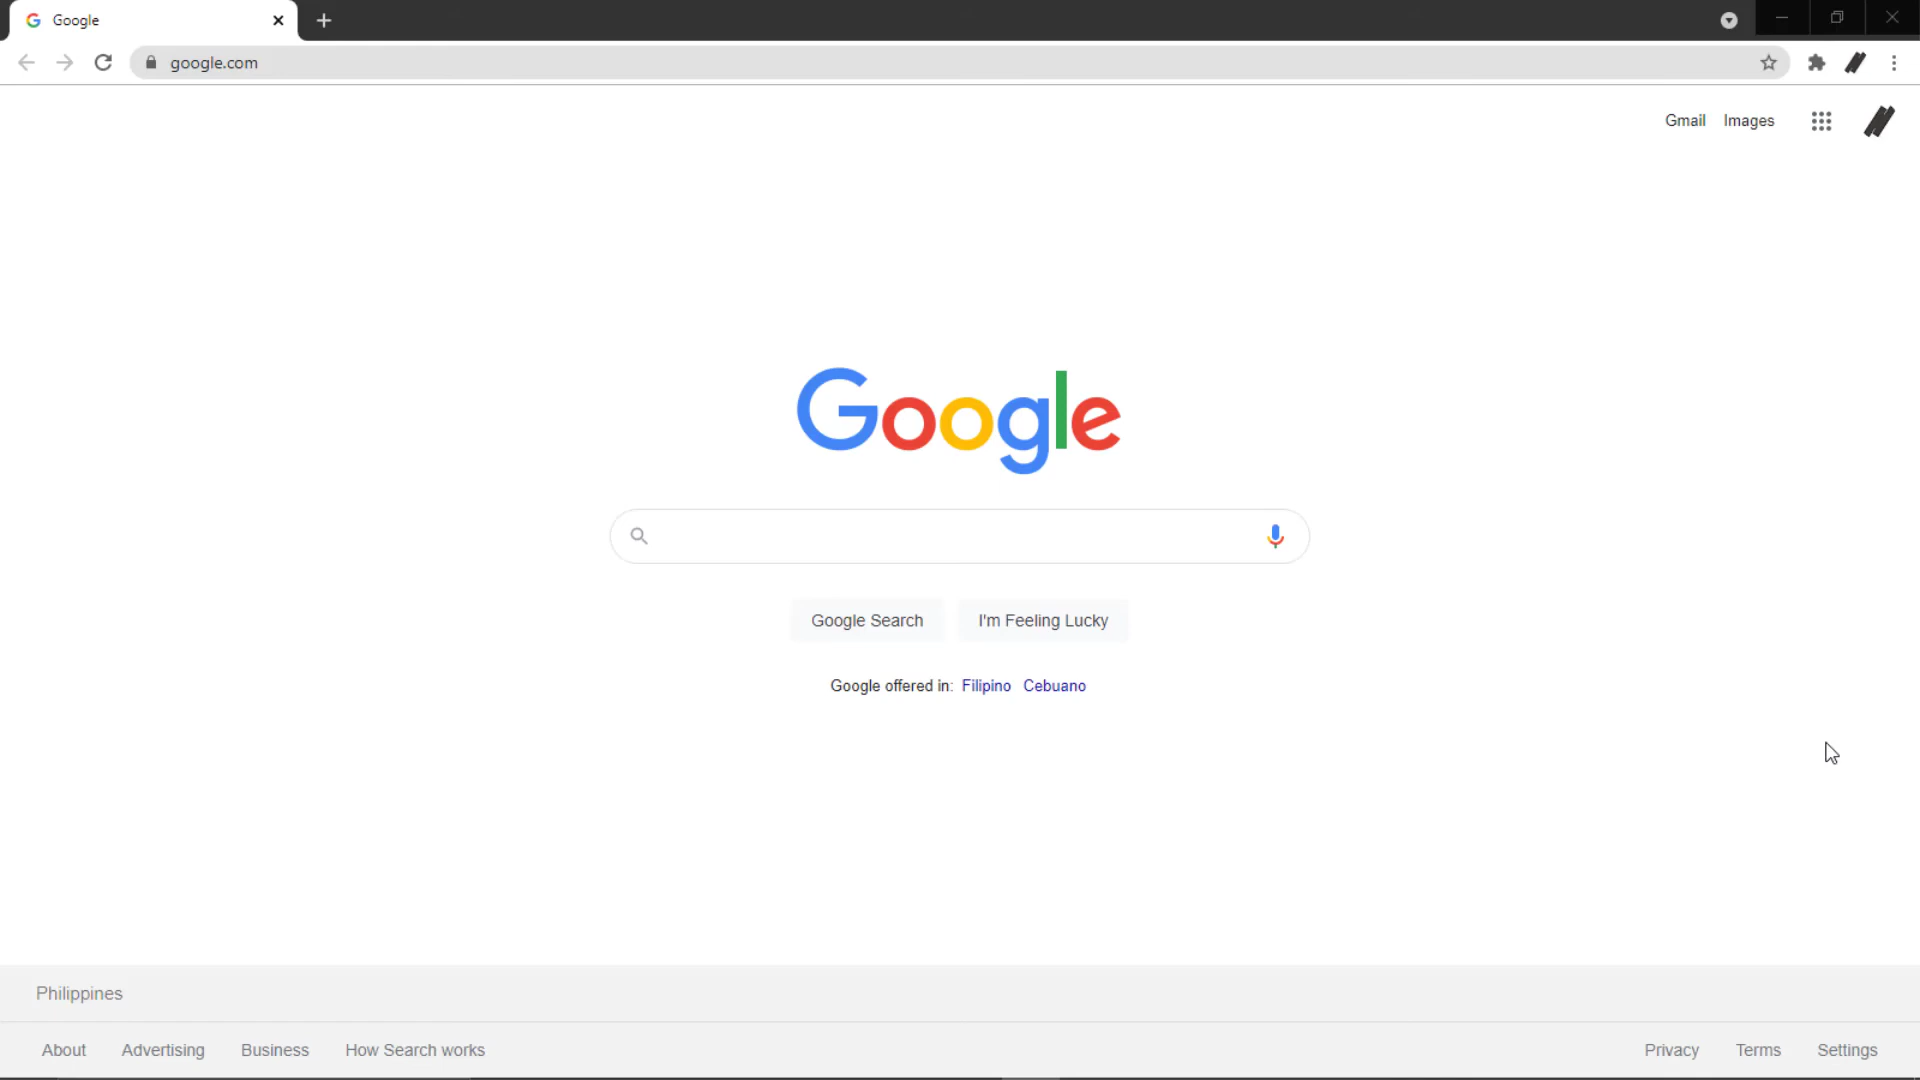 Google
google.com
Gmail Images
Google
Google Search I'm Feeling Lucky
Google offered in: Filipino Cebuano
Philippines
About Advertising Business How Search works Privacy Terms Settings